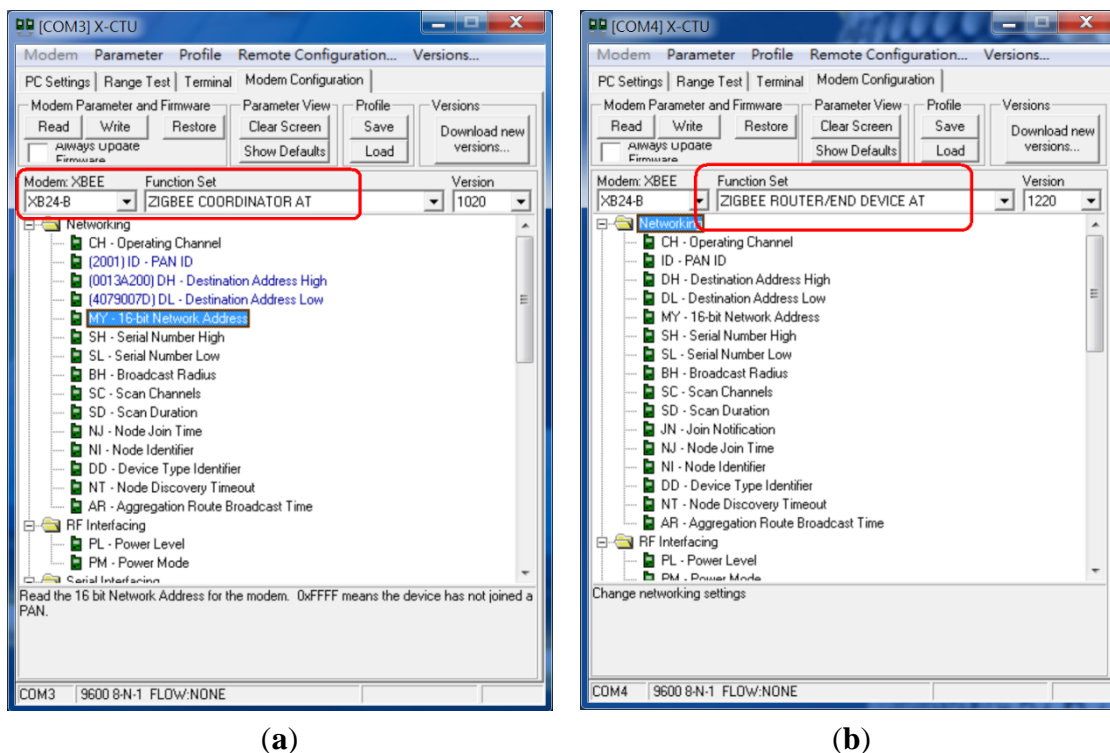 [COM3] X-CTU
Modem Parameter Profile Remote Configuration... Versions...
PC Settings Range Test Terminal Modem Configuration
Modem Parameter and Firmware Parameter View Profile Versions
Read Write Restore Clear Screen Save Download new
versions...
Always Update
Firmware
Show Defaults Load
Modem: XBEE Function Set Version
XB24-B ZIGBEE COORDINATOR AT 1020
Networking
CH - Operating Channel
(2001) ID - PAN ID
(0013A200) DH - Destination Address High
(4079007D) DL - Destination Address Low
MY - 16-bit Network Address
SH - Serial Number High
SL - Serial Number Low
BH - Broadcast Radius
SC - Scan Channels
SD - Scan Duration
NJ - Node Join Time
NI - Node Identifier
DD - Device Type Identifier
NT - Node Discovery Timeout
AR - Aggregation Route Broadcast Time
RF Interfacing
PL - Power Level
PM - Power Mode
Serial Interfacing
Read the 16 bit Network Address for the modem. 0xFFFF means the device has not joined a
PAN.
COM3 9600 8-N-1 FLOW:NONE
(a)
[COM4] X-CTU
Modem Parameter Profile Remote Configuration... Versions...
PC Settings Range Test Terminal Modem Configuration
Modem Parameter and Firmware Parameter View Profile Versions
Read Write Restore Clear Screen Save Download new
versions...
Always Update
Firmware
Show Defaults Load
Modem: XBEE Function Set Version
XB24-B ZIGBEE ROUTER/END DEVICE AT 1220
Networking
CH - Operating Channel
ID - PAN ID
DH - Destination Address High
DL - Destination Address Low
MY - 16-bit Network Address
SH - Serial Number High
SL - Serial Number Low
BH - Broadcast Radius
SC - Scan Channels
SD - Scan Duration
JN - Join Notification
NJ - Node Join Time
NI - Node Identifier
DD - Device Type Identifier
NT - Node Discovery Timeout
AR - Aggregation Route Broadcast Time
RF Interfacing
PL - Power Level
PM - Power Mode
Change networking settings
COM4 9600 8-N-1 FLOW:NONE
(b)